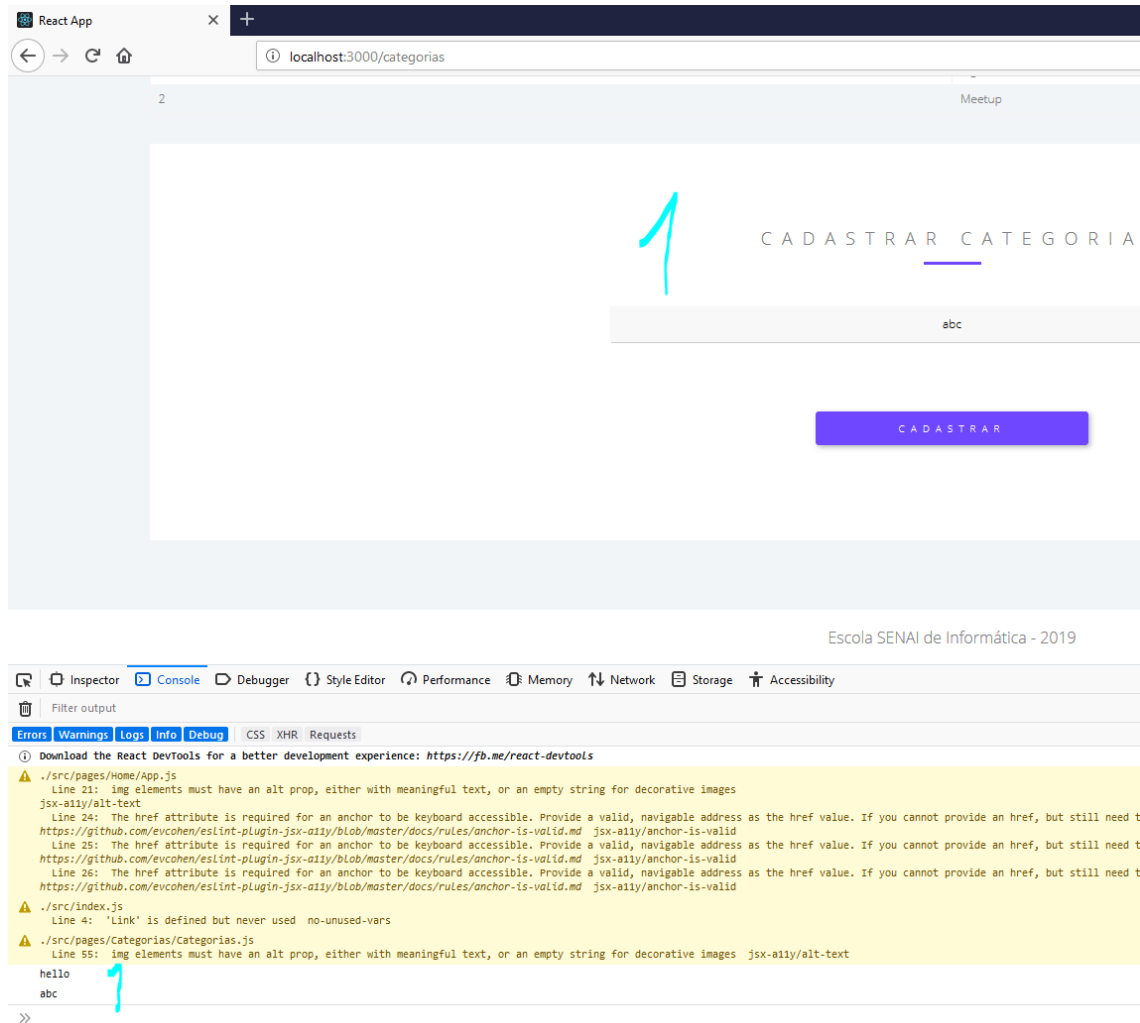 React App
localhost:3000/categorias
2 Meetup
1
CADASTRAR CATEGORIA
abc
CADASTRAR
Escola SENAI de Informática - 2019
Inspector Console Debugger {} Style Editor Performance Memory Network Storage Accessibility
Filter output
Errors Warnings Logs Info Debug CSS XHR Requests
Download the React DevTools for a better development experience: https://fb.me/react-devtools
./src/pages/Home/App.js
Line 21: img elements must have an alt prop, either with meaningful text, or an empty string for decorative images
jsx-a11y/alt-text
Line 24: The href attribute is required for an anchor to be keyboard accessible. Provide a valid, navigable address as the href value. If you cannot provide an href, but still need t
https://github.com/evcohen/eslint-plugin-jsx-a11y/blob/master/docs/rules/anchor-is-valid.md jsx-a11y/anchor-is-valid
Line 25: The href attribute is required for an anchor to be keyboard accessible. Provide a valid, navigable address as the href value. If you cannot provide an href, but still need t
https://github.com/evcohen/eslint-plugin-jsx-a11y/blob/master/docs/rules/anchor-is-valid.md jsx-a11y/anchor-is-valid
Line 26: The href attribute is required for an anchor to be keyboard accessible. Provide a valid, navigable address as the href value. If you cannot provide an href, but still need t
https://github.com/evcohen/eslint-plugin-jsx-a11y/blob/master/docs/rules/anchor-is-valid.md jsx-a11y/anchor-is-valid
./src/index.js
Line 4: 'Link' is defined but never used no-unused-vars
./src/pages/Categorias/Categorias.js
Line 55: img elements must have an alt prop, either with meaningful text, or an empty string for decorative images jsx-a11y/alt-text
hello
1
abc